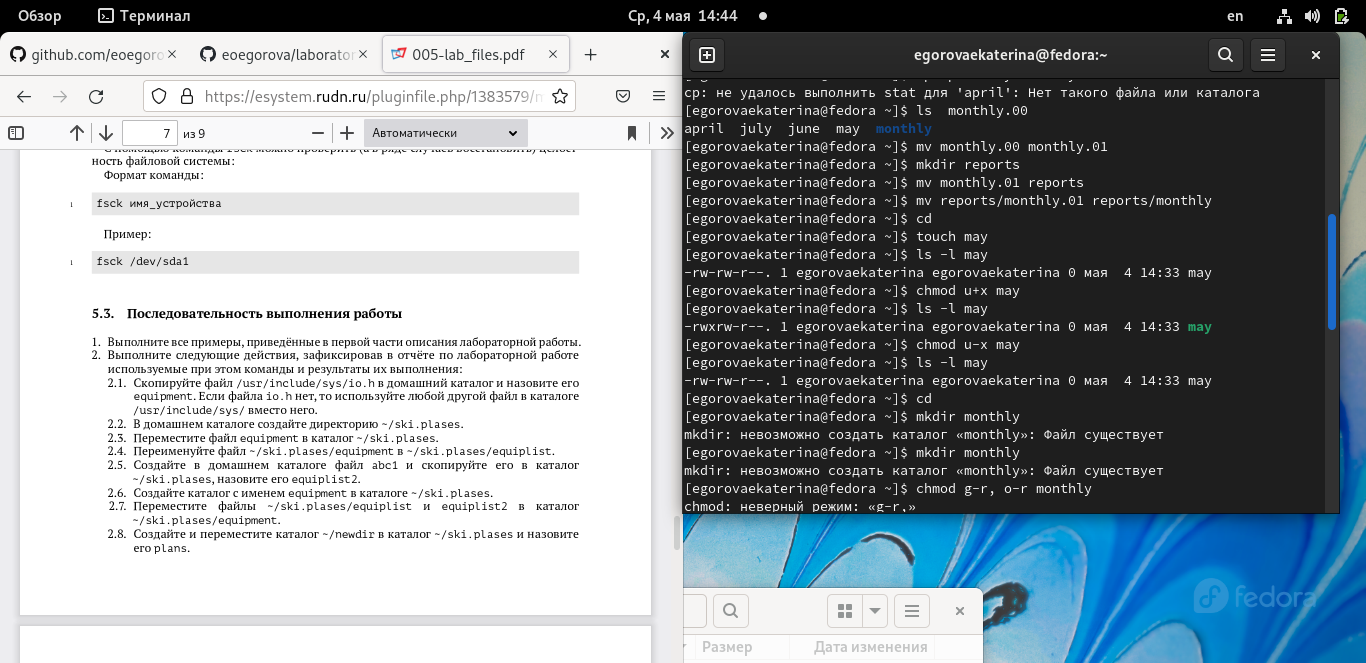 Обзор
Терминал
Ср, 4 мая 14:44
en
github.com/eoegoro
eoegorova/laborator
005-lab_files.pdf
https://esystem.rudn.ru/pluginfile.php/1383579/m
7 из 9
Автоматически
С помощью команды fsck можно проверить (а в ряде случаев восстановить) целост-
ность файловой системы:
Формат команды:
1 fsck имя_устройства
Пример:
1 fsck /dev/sda1
5.3. Последовательность выполнения работы
1. Выполните все примеры, приведённые в первой части описания лабораторной работы.
2. Выполните следующие действия, зафиксировав в отчёте по лабораторной работе
используемые при этом команды и результаты их выполнения:
2.1. Скопируйте файл /usr/include/sys/io.h в домашний каталог и назовите его
equipment. Если файла io.h нет, то используйте любой другой файл в каталоге
/usr/include/sys/ вместо него.
2.2. В домашнем каталоге создайте директорию ~/ski.plases.
2.3. Переместите файл equipment в каталог ~/ski.plases.
2.4. Переименуйте файл ~/ski.plases/equipment в ~/ski.plases/equiplist.
2.5. Создайте в домашнем каталоге файл abc1 и скопируйте его в каталог
~/ski.plases, назовите его equiplist2.
2.6. Создайте каталог с именем equipment в каталоге ~/ski.plases.
2.7. Переместите файлы ~/ski.plases/equiplist и equiplist2 в каталог
~/ski.plases/equipment.
2.8. Создайте и переместите каталог ~/newdir в каталог ~/ski.plases и назовите
его plans.
egorovaekaterina@fedora:~
cp: не удалось выполнить stat для 'april': Нет такого файла или каталога
[egorovaekaterina@fedora ~]$ ls  monthly.00
april  july  june  may  monthly
[egorovaekaterina@fedora ~]$ mv monthly.00 monthly.01
[egorovaekaterina@fedora ~]$ mkdir reports
[egorovaekaterina@fedora ~]$ mv monthly.01 reports
[egorovaekaterina@fedora ~]$ mv reports/monthly.01 reports/monthly
[egorovaekaterina@fedora ~]$ cd
[egorovaekaterina@fedora ~]$ touch may
[egorovaekaterina@fedora ~]$ ls -l may
-rw-rw-r--. 1 egorovaekaterina egorovaekaterina 0 мая  4 14:33 may
[egorovaekaterina@fedora ~]$ chmod u+x may
[egorovaekaterina@fedora ~]$ ls -l may
-rwxrw-r--. 1 egorovaekaterina egorovaekaterina 0 мая  4 14:33 may
[egorovaekaterina@fedora ~]$ chmod u-x may
[egorovaekaterina@fedora ~]$ ls -l may
-rw-rw-r--. 1 egorovaekaterina egorovaekaterina 0 мая  4 14:33 may
[egorovaekaterina@fedora ~]$ cd
[egorovaekaterina@fedora ~]$ mkdir monthly
mkdir: невозможно создать каталог «monthly»: Файл существует
[egorovaekaterina@fedora ~]$ mkdir monthly
mkdir: невозможно создать каталог «monthly»: Файл существует
[egorovaekaterina@fedora ~]$ chmod g-r, o-r monthly
chmod: неверный режим: «g-r,»
fedora
Размер
Дата изменения